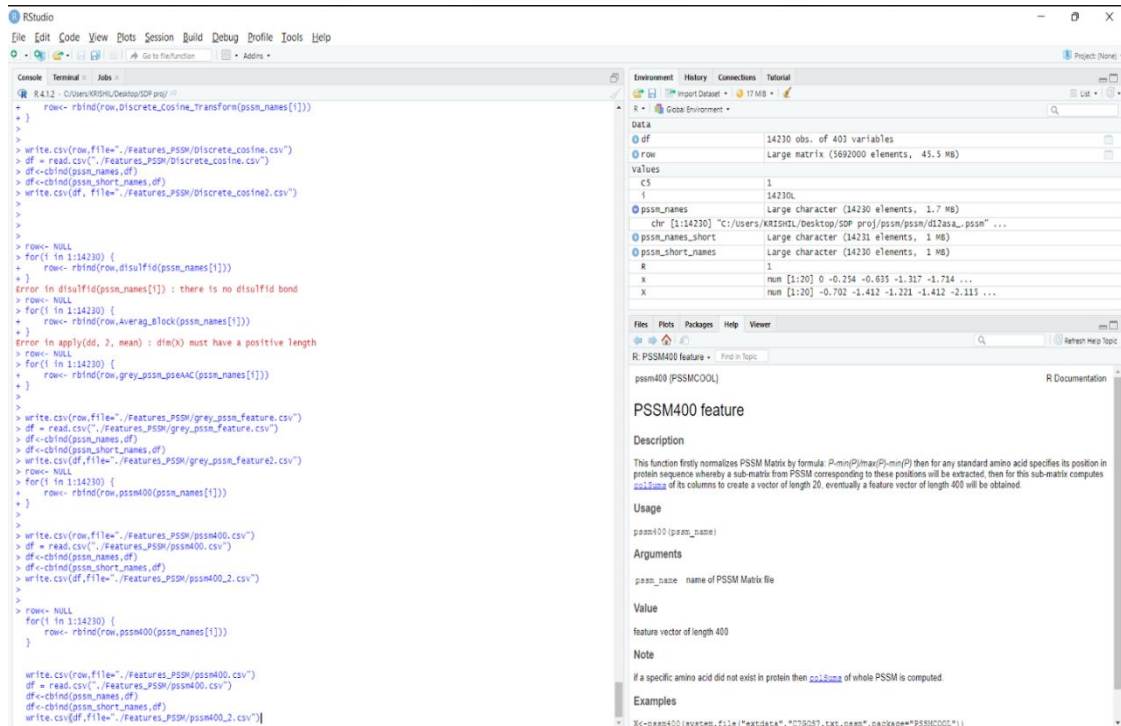 RStudio
File Edit Code View Plots Session Build Debug Profile Tools Help
Go to file/function Addins
Project: (None)
Console Terminal Jobs
R 4.1.2 · C:/Users/KRISHIL/Desktop/SDP proj/
+ row<- rbind(row,Discrete_Cosine_Transform(pssm_names[i]))
+ }
>
>
> write.csv(row,file="./Features_PSSM/Discrete_cosine.csv")
> df = read.csv("./Features_PSSM/Discrete_cosine.csv")
> df<-cbind(pssm_names,df)
> df<-cbind(pssm_short_names,df)
> write.csv(df, file="./Features_PSSM/Discrete_cosine2.csv")
>
>
>
>
> row<- NULL
> for(i in 1:14230) {
+ row<- rbind(row,disulfid(pssm_names[i]))
+ }
Error in disulfid(pssm_names[i]) : there is no disulfid bond
> row<- NULL
> for(i in 1:14230) {
+ row<- rbind(row,Averag_Block(pssm_names[i]))
+ }
Error in apply(dd, 2, mean) : dim(X) must have a positive length
> row<- NULL
> for(i in 1:14230) {
+ row<- rbind(row,grey_pssm_pseAAC(pssm_names[i]))
+ }
>
>
> write.csv(row,file="./Features_PSSM/grey_pssm_feature.csv")
> df = read.csv("./Features_PSSM/grey_pssm_feature.csv")
> df<-cbind(pssm_names,df)
> df<-cbind(pssm_short_names,df)
> write.csv(df,file="./Features_PSSM/grey_pssm_feature2.csv")
> row<- NULL
> for(i in 1:14230) {
+ row<- rbind(row,pssm400(pssm_names[i]))
+ }
>
>
> write.csv(row,file="./Features_PSSM/pssm400.csv")
> df = read.csv("./Features_PSSM/pssm400.csv")
> df<-cbind(pssm_names,df)
> df<-cbind(pssm_short_names,df)
> write.csv(df,file="./Features_PSSM/pssm400_2.csv")
>
>
> row<- NULL
for(i in 1:14230) {
row<- rbind(row,pssm400(pssm_names[i]))
}
write.csv(row,file="./Features_PSSM/pssm400.csv")
df = read.csv("./Features_PSSM/pssm400.csv")
df<-cbind(pssm_names,df)
df<-cbind(pssm_short_names,df)
write.csv(df,file="./Features_PSSM/pssm400_2.csv")
Environment History Connections Tutorial
Import Dataset 17 MiB List
R Global Environment
Data
df 14230 obs. of 403 variables
row Large matrix (5692000 elements, 45.5 MB)
values
C5 1
i 14230L
pssm_names Large character (14230 elements, 1.7 MB)
chr [1:14230] "C:/Users/KRISHIL/Desktop/SDP proj/pssm/pssm/d12asa_.pssm" ...
pssm_names_short Large character (14231 elements, 1 MB)
pssm_short_names Large character (14230 elements, 1 MB)
R 1
x num [1:20] 0 -0.254 -0.635 -1.317 -1.714 ...
X num [1:20] -0.702 -1.412 -1.221 -1.412 -2.115 ...
Files Plots Packages Help Viewer
Refresh Help Topic
R: PSSM400 feature Find in Topic
pssm400 {PSSMCOOL} R Documentation
PSSM400 feature
Description
This function firstly normalizes PSSM Matrix by formula: P-min(P)/max(P)-min(P) then for any standard amino acid specifies its position in
protein sequence whereby a sub-matrix from PSSM corresponding to these positions will be extracted, then for this sub-matrix computes
colSums of its columns to create a vector of length 20, eventually a feature vector of length 400 will be obtained.
Usage
pssm400(pssm_name)
Arguments
pssm_name name of PSSM Matrix file
Value
feature vector of length 400
Note
if a specific amino acid did not exist in protein then colSums of whole PSSM is computed.
Examples
X<-pssm400(system.file("extdata","C7GQS7.txt.pssm",package="PSSMCOOL"))